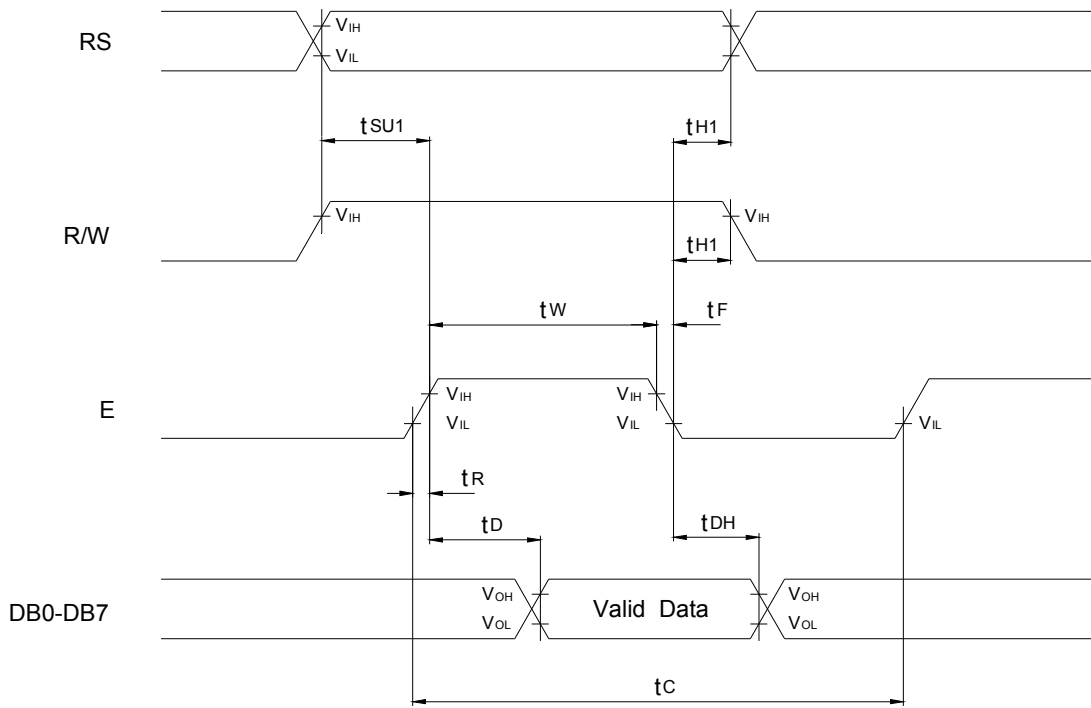 RS
VIH
VIL
tSU1
tH1
R/W
VIH
VIH
tH1
tW
tF
E
VIH
VIH
VIL
VIL
VIL
tR
tD
tDH
DB0-DB7
VOH
Valid Data
VOH
VOL
VOL
tC